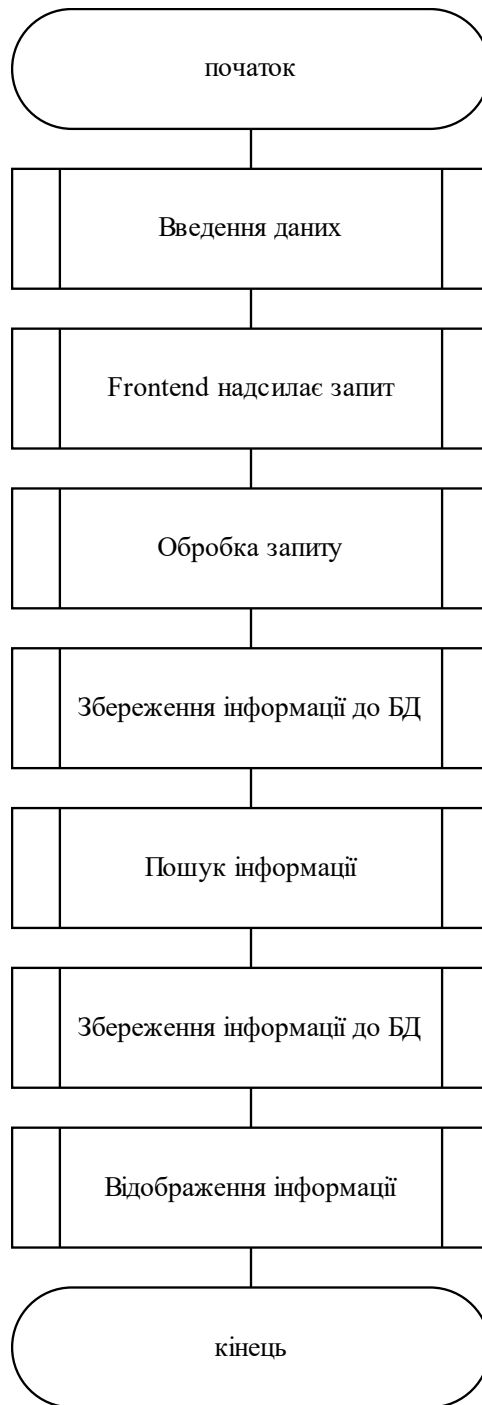 початок
Введення даних
Frontend надсилає запит
Обробка запиту
Збереження інформації до БД
Пошук інформації
Збереження інформації до БД
Відображення інформації
кінець